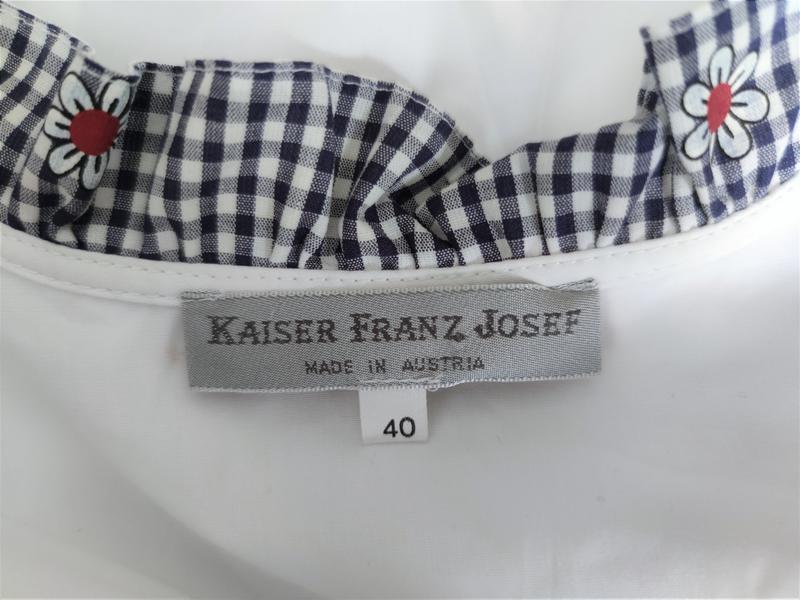 KAISER FRANZ JOSEF
MADE IN AUSTRIA
40